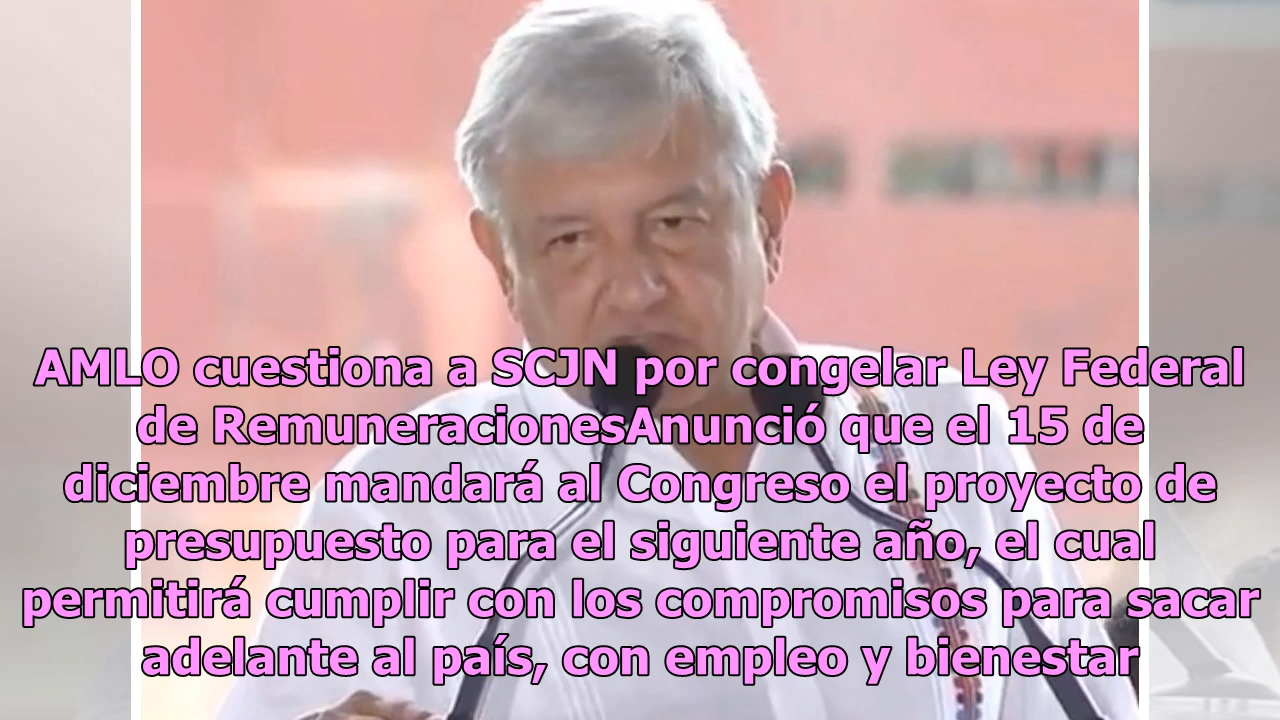 AMLO cuestiona a SCJN por congelar Ley Federal
de RemuneracionesAnunció que el 15 de
diciembre mandará al Congreso el proyecto de
presupuesto para el siguiente año, el cual
permitirá cumplir con los compromisos para sacar
adelante al país, con empleo y bienestar